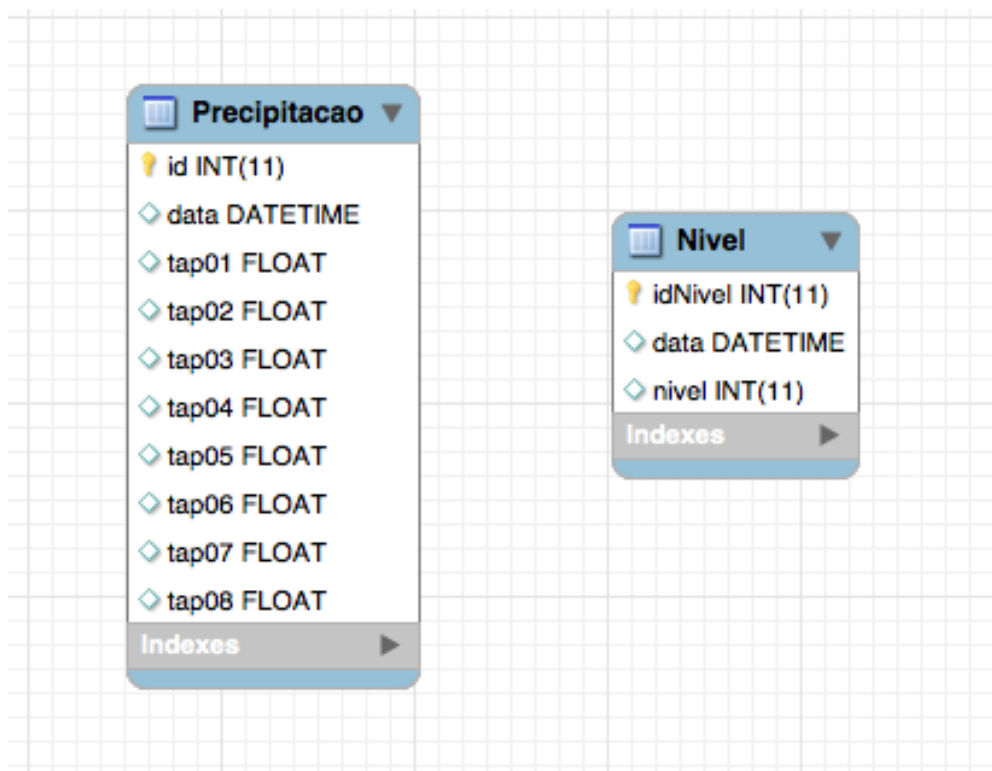 Precipitacao
id INT(11)
data DATETIME
tap01 FLOAT
tap02 FLOAT
tap03 FLOAT
tap04 FLOAT
tap05 FLOAT
tap06 FLOAT
tap07 FLOAT
tap08 FLOAT
Indexes
Nivel
idNivel INT(11)
data DATETIME
nivel INT(11)
Indexes